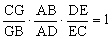 CG/GB · AB/AD · DE/EC = 1